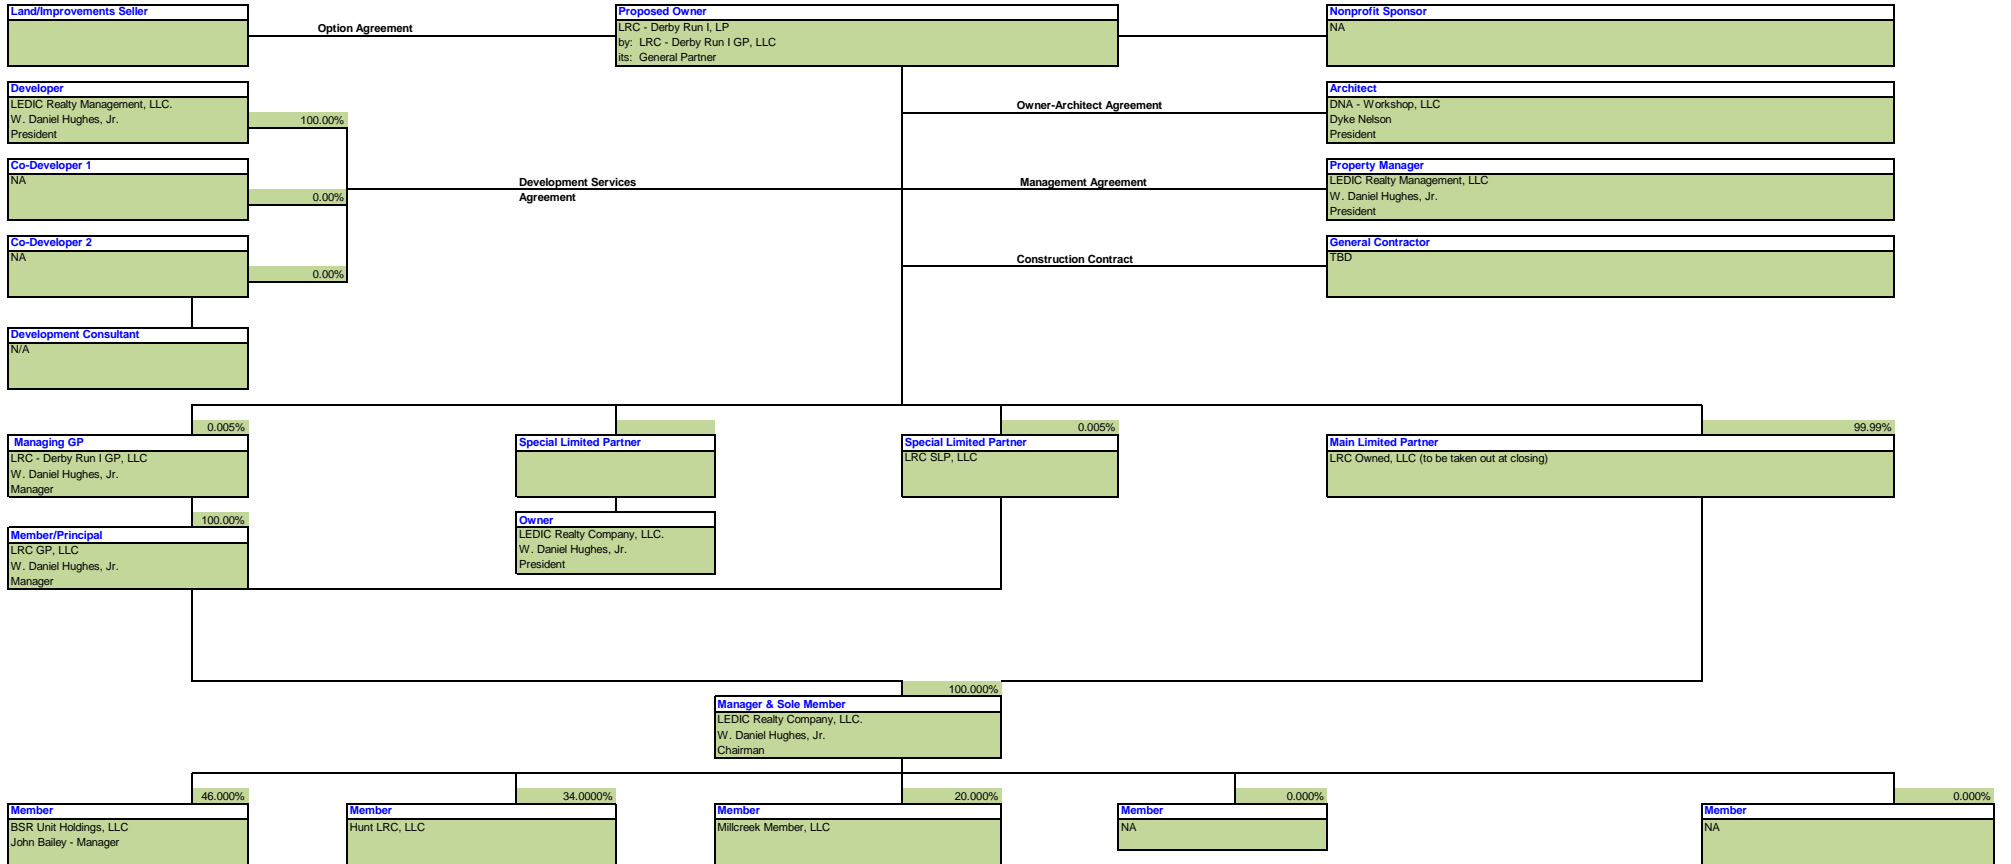 Land/Improvements Seller
Option Agreement
Proposed Owner
LRC - Derby Run I, LP
by: LRC - Derby Run I GP, LLC
its: General Partner
Nonprofit Sponsor
NA
Developer
LEDIC Realty Management, LLC.
W. Daniel Hughes, Jr.
President
100.00%
Owner-Architect Agreement
Architect
DNA - Workshop, LLC
Dyke Nelson
President
Co-Developer 1
NA
0.00%
Development Services
Agreement
Management Agreement
Property Manager
LEDIC Realty Management, LLC
W. Daniel Hughes, Jr.
President
Co-Developer 2
NA
0.00%
Construction Contract
General Contractor
TBD
Development Consultant
N/A
0.005%
Managing GP
LRC - Derby Run I GP, LLC
W. Daniel Hughes, Jr.
Manager
Special Limited Partner
0.005%
Special Limited Partner
LRC SLP, LLC
99.99%
Main Limited Partner
LRC Owned, LLC (to be taken out at closing)
100.00%
Member/Principal
LRC GP, LLC
W. Daniel Hughes, Jr.
Manager
Owner
LEDIC Realty Company, LLC.
W. Daniel Hughes, Jr.
President
100.000%
Manager & Sole Member
LEDIC Realty Company, LLC.
W. Daniel Hughes, Jr.
Chairman
46.000%
Member
BSR Unit Holdings, LLC
John Bailey - Manager
34.0000%
Member
Hunt LRC, LLC
20.000%
Member
Millcreek Member, LLC
0.000%
Member
NA
0.000%
Member
NA